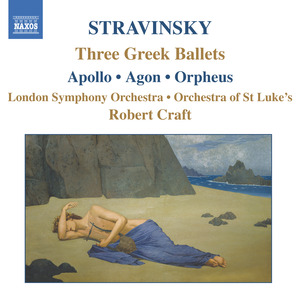 NAXOS
STRAVINSKY
Three Greek Ballets
Apollo • Agon • Orpheus
London Symphony Orchestra • Orchestra of St Luke's
Robert Craft